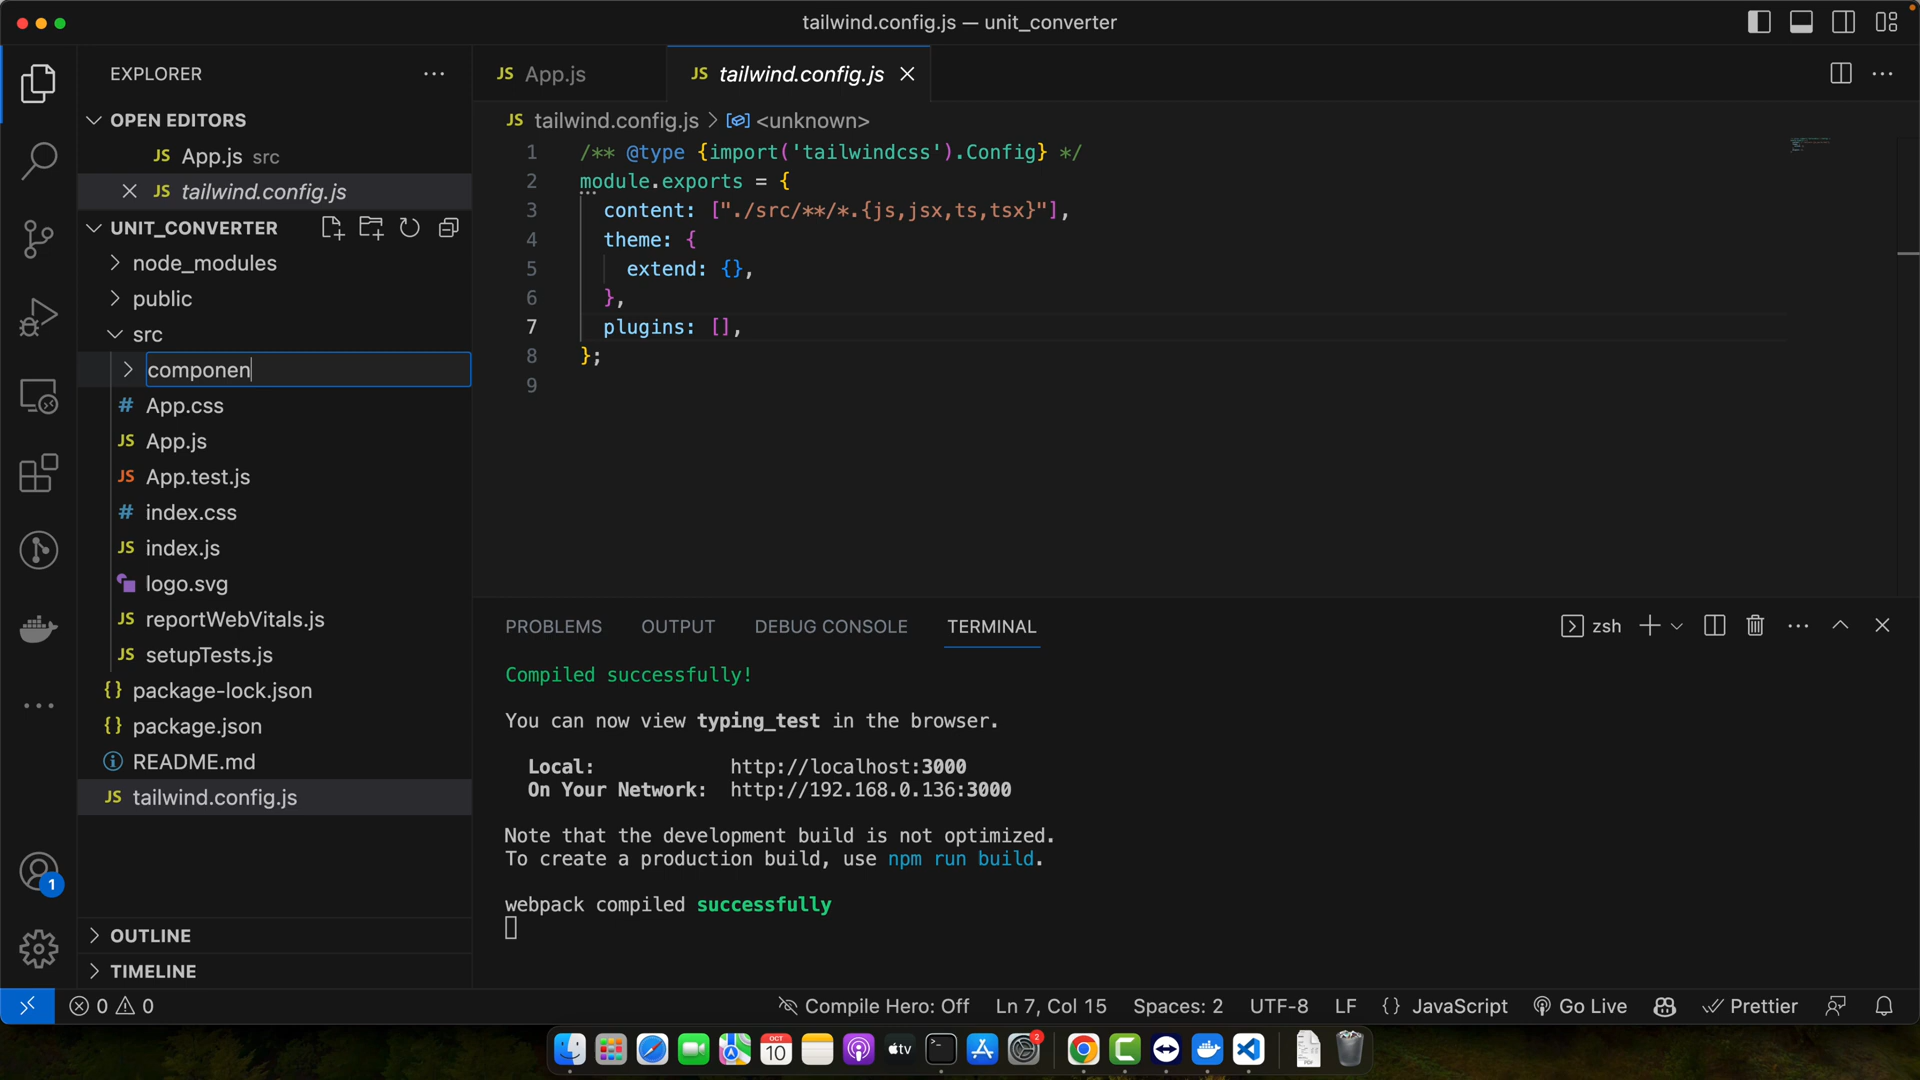 tailwind.config.js — unit_converter
EXPLORER
JS App.js
JS tailwind.config.js
OPEN EDITORS
JS App.js src
JS tailwind.config.js
UNIT_CONVERTER
node_modules
public
src
componen
# App.css
JS App.js
JS App.test.js
# index.css
JS index.js
logo.svg
JS reportWebVitals.js
JS setupTests.js
{} package-lock.json
{} package.json
README.md
JS tailwind.config.js
OUTLINE
TIMELINE
1
JS tailwind.config.js > <unknown>
1 /** @type {import('tailwindcss').Config} */
2 module.exports = {
3 content: ["./src/**/*.{js,jsx,ts,tsx}"],
4 theme: {
5 extend: {},
6 },
7 plugins: [],
8 };
9
PROBLEMS OUTPUT DEBUG CONSOLE TERMINAL
zsh
Compiled successfully!
You can now view typing_test in the browser.
Local: http://localhost:3000
On Your Network: http://192.168.0.136:3000
Note that the development build is not optimized.
To create a production build, use npm run build.
webpack compiled successfully
0 0
Compile Hero: Off Ln 7, Col 15 Spaces: 2 UTF-8 LF {} JavaScript Go Live Prettier
OCT
10
tv
2